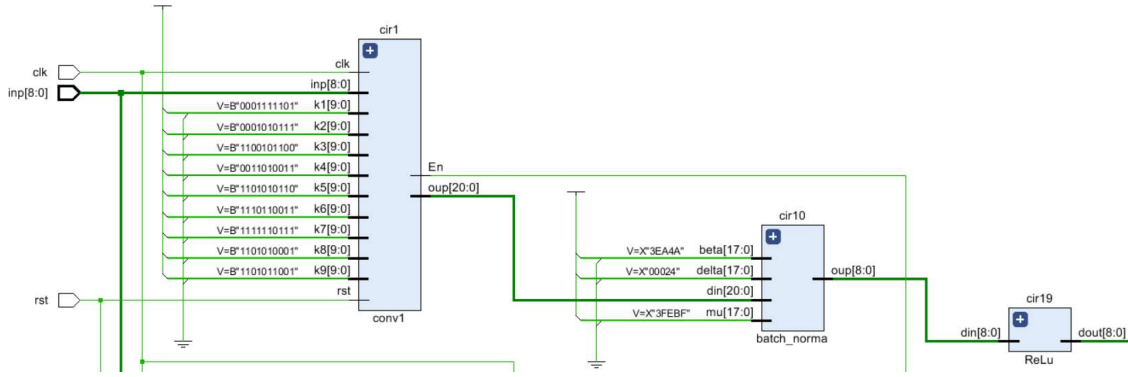 cir1
clk
clk
inp[8:0]
inp[8:0]
V=B"0001111101" k1[9:0]
V=B"0001010111" k2[9:0]
V=B"1100101100" k3[9:0]
V=B"0011010011" k4[9:0]
V=B"1101010110" k5[9:0]
V=B"1110110011" k6[9:0]
V=B"1111110111" k7[9:0]
V=B"1101010001" k8[9:0]
V=B"1101011001" k9[9:0]
rst
rst
En
oup[20:0]
conv1
cir10
V=X"3EA4A" beta[17:0]
V=X"00024" delta[17:0]
din[20:0]
V=X"3FEBF" mu[17:0]
oup[8:0]
batch_norma
cir19
din[8:0]
dout[8:0]
ReLu